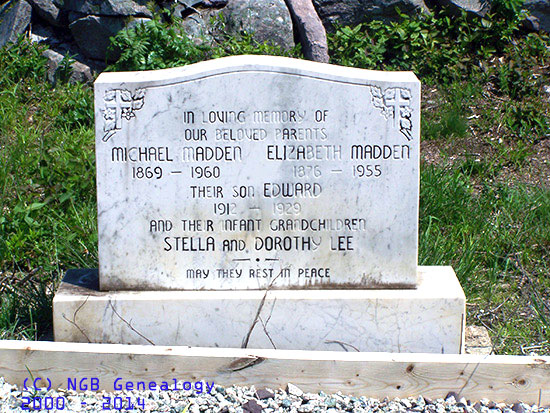 IN LOVING MEMORY OF
OUR BELOVED PARENTS
MICHAEL MADDEN ELIZABETH MADDEN
1869 – 1960 1876 – 1955
THEIR SON EDWARD
1912 – 1929
AND THEIR INFANT GRANDCHILDREN
STELLA AND DOROTHY LEE
MAY THEY REST IN PEACE
(C) NGB Genealogy
2000 - 2014